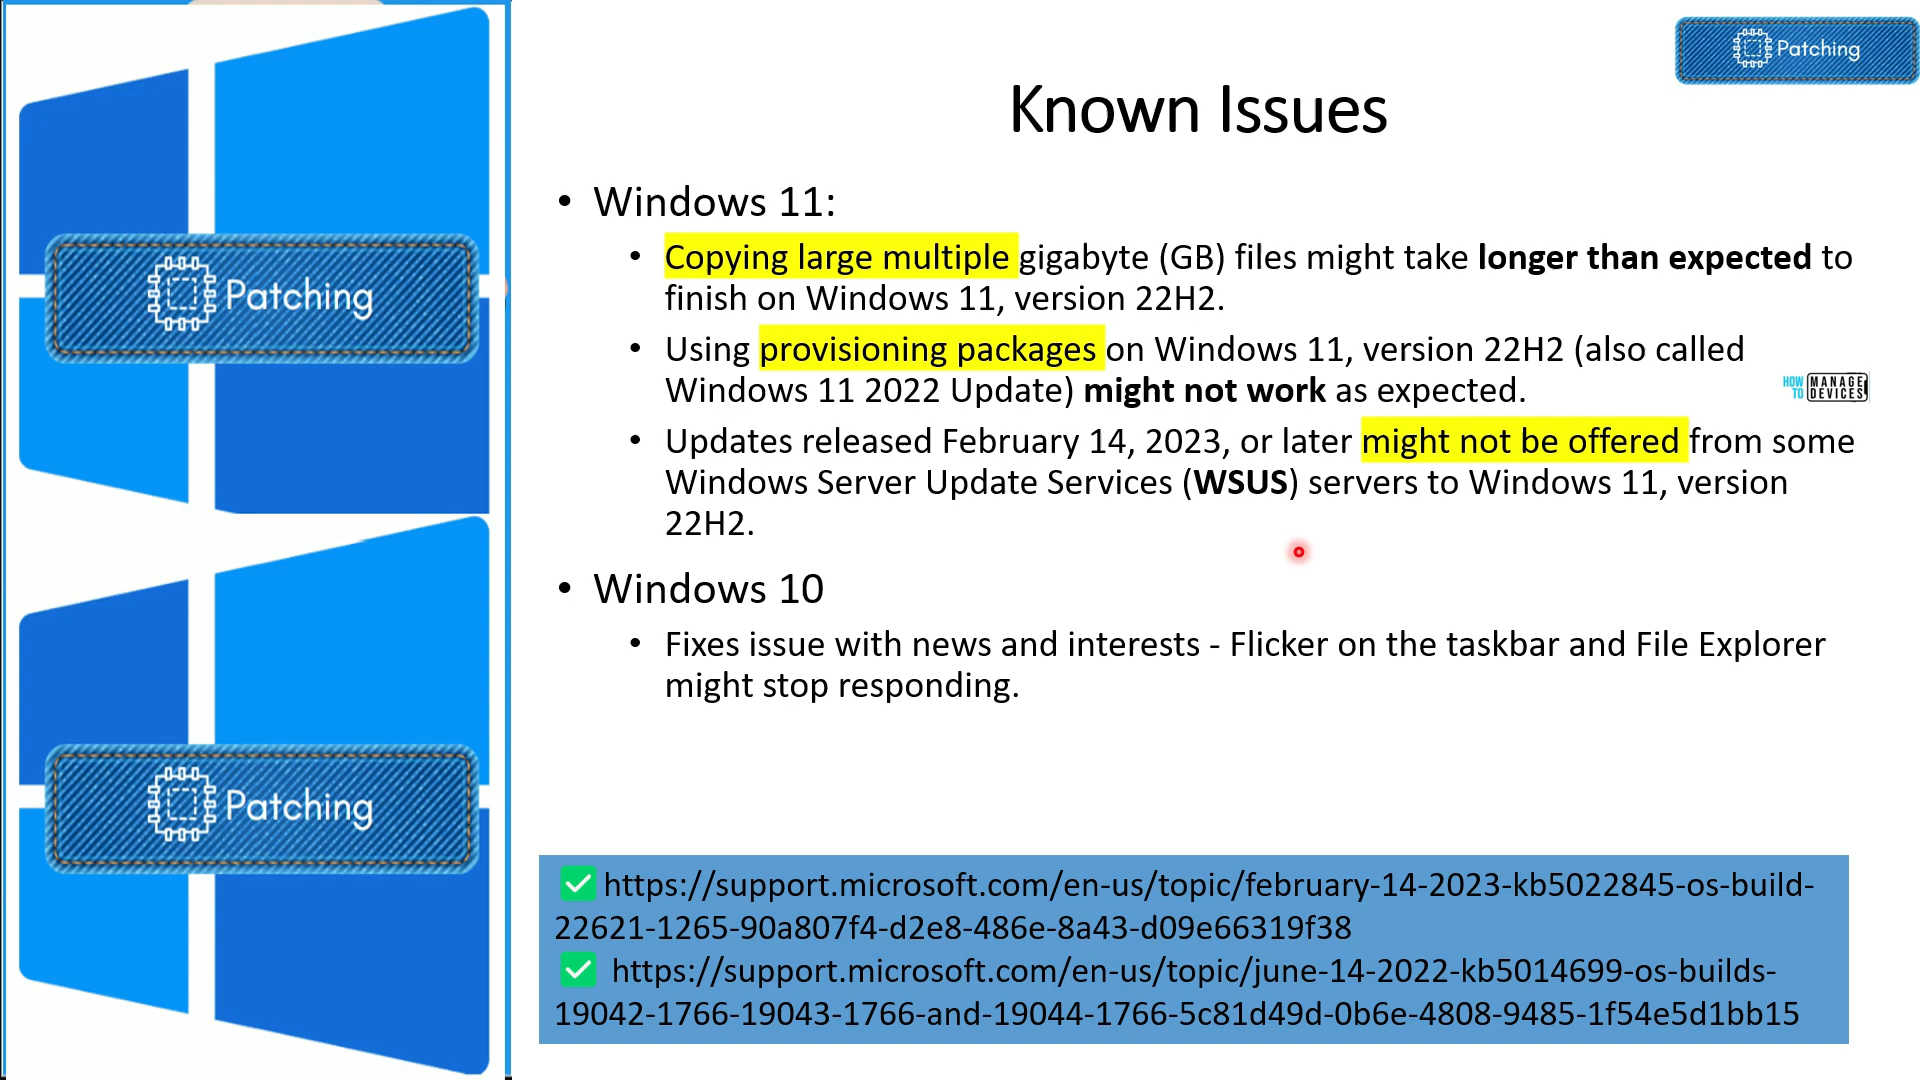 Patching
Known Issues
• Windows 11:
• Copying large multiple gigabyte (GB) files might take longer than expected to
finish on Windows 11, version 22H2.
• Using provisioning packages on Windows 11, version 22H2 (also called
Windows 11 2022 Update) might not work as expected.
HOW TO MANAGE DEVICES
• Updates released February 14, 2023, or later might not be offered from some
Windows Server Update Services (WSUS) servers to Windows 11, version
22H2.
• Windows 10
• Fixes issue with news and interests - Flicker on the taskbar and File Explorer
might stop responding.
✅ https://support.microsoft.com/en-us/topic/february-14-2023-kb5022845-os-build-
22621-1265-90a807f4-d2e8-486e-8a43-d09e66319f38
✅ https://support.microsoft.com/en-us/topic/june-14-2022-kb5014699-os-builds-
19042-1766-19043-1766-and-19044-1766-5c81d49d-0b6e-4808-9485-1f54e5d1bb15
Patching
Patching